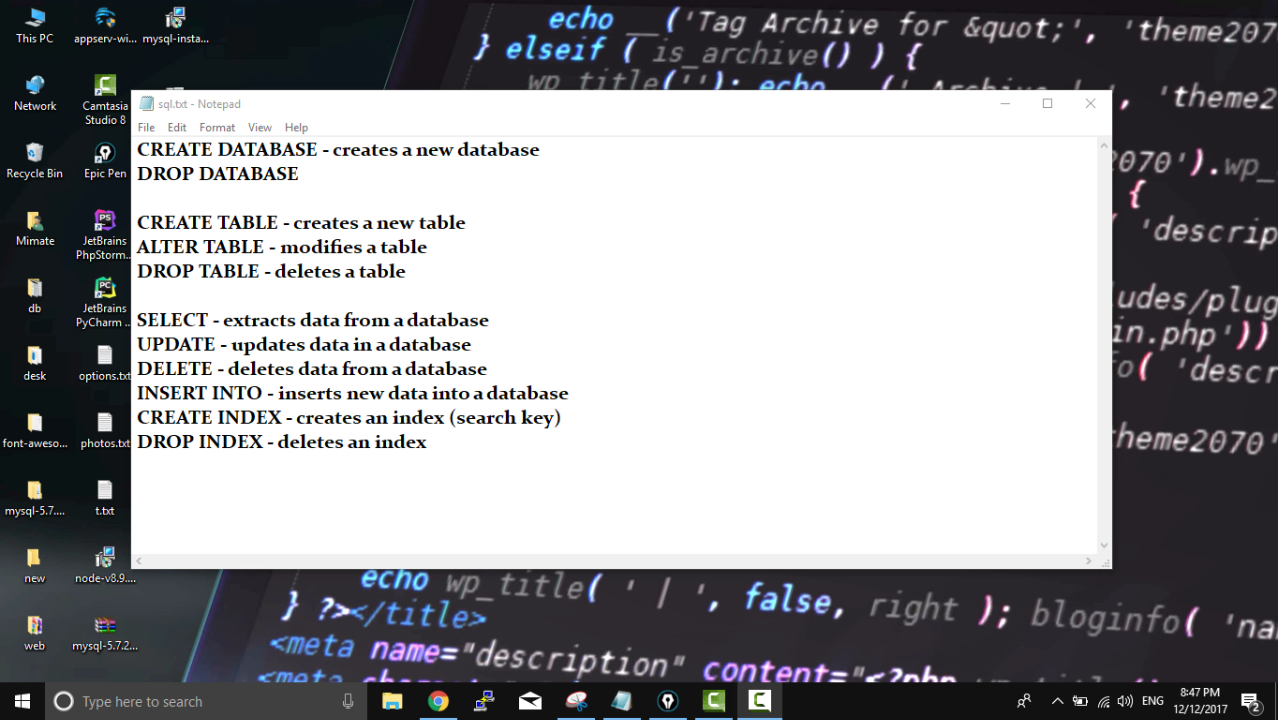 This PC
appserv-wi...
mysql-insta...
Network
Camtasia
Studio 8
Recycle Bin
Epic Pen
Mimate
JetBrains
PhpStorm...
db
JetBrains
PyCharm ...
desk
options.txt
font-aweso...
photos.txt
mysql-5.7....
t.txt
new
node-v8.9....
web
mysql-5.7.2...
sql.txt - Notepad
File Edit Format View Help
CREATE DATABASE - creates a new database
DROP DATABASE
CREATE TABLE - creates a new table
ALTER TABLE - modifies a table
DROP TABLE - deletes a table
SELECT - extracts data from a database
UPDATE - updates data in a database
DELETE - deletes data from a database
INSERT INTO - inserts new data into a database
CREATE INDEX - creates an index (search key)
DROP INDEX - deletes an index
echo __('Tag Archive for &quot;', 'theme2070
} elseif ( is_archive() ) {
wp_title(''); echo __(' Archive ', 'theme2
2070').wp_
{
( 'descrip
udes/plug
in.php'))
fo( 'descr
heme2070'
echo wp_title( ' | ', false, right ); bloginfo( 'na
} ?></title>
<meta name="description" content="<?php wp_title()
Type here to search
ENG
8:47 PM
12/12/2017
2